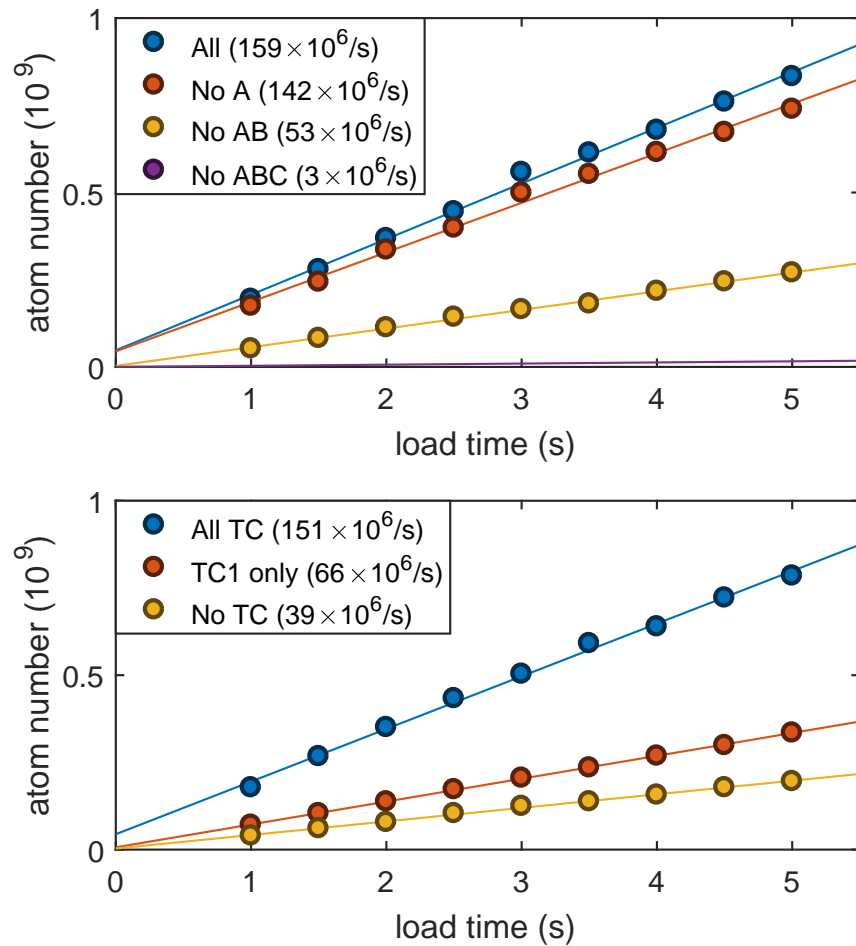 1
All (159×10⁶/s)
No A (142×10⁶/s)
No AB (53×10⁶/s)
No ABC (3×10⁶/s)
0.5
0
atom number (10⁹)
0 1 2 3 4 5
load time (s)
1
All TC (151×10⁶/s)
TC1 only (66×10⁶/s)
No TC (39×10⁶/s)
0.5
0
atom number (10⁹)
0 1 2 3 4 5
load time (s)